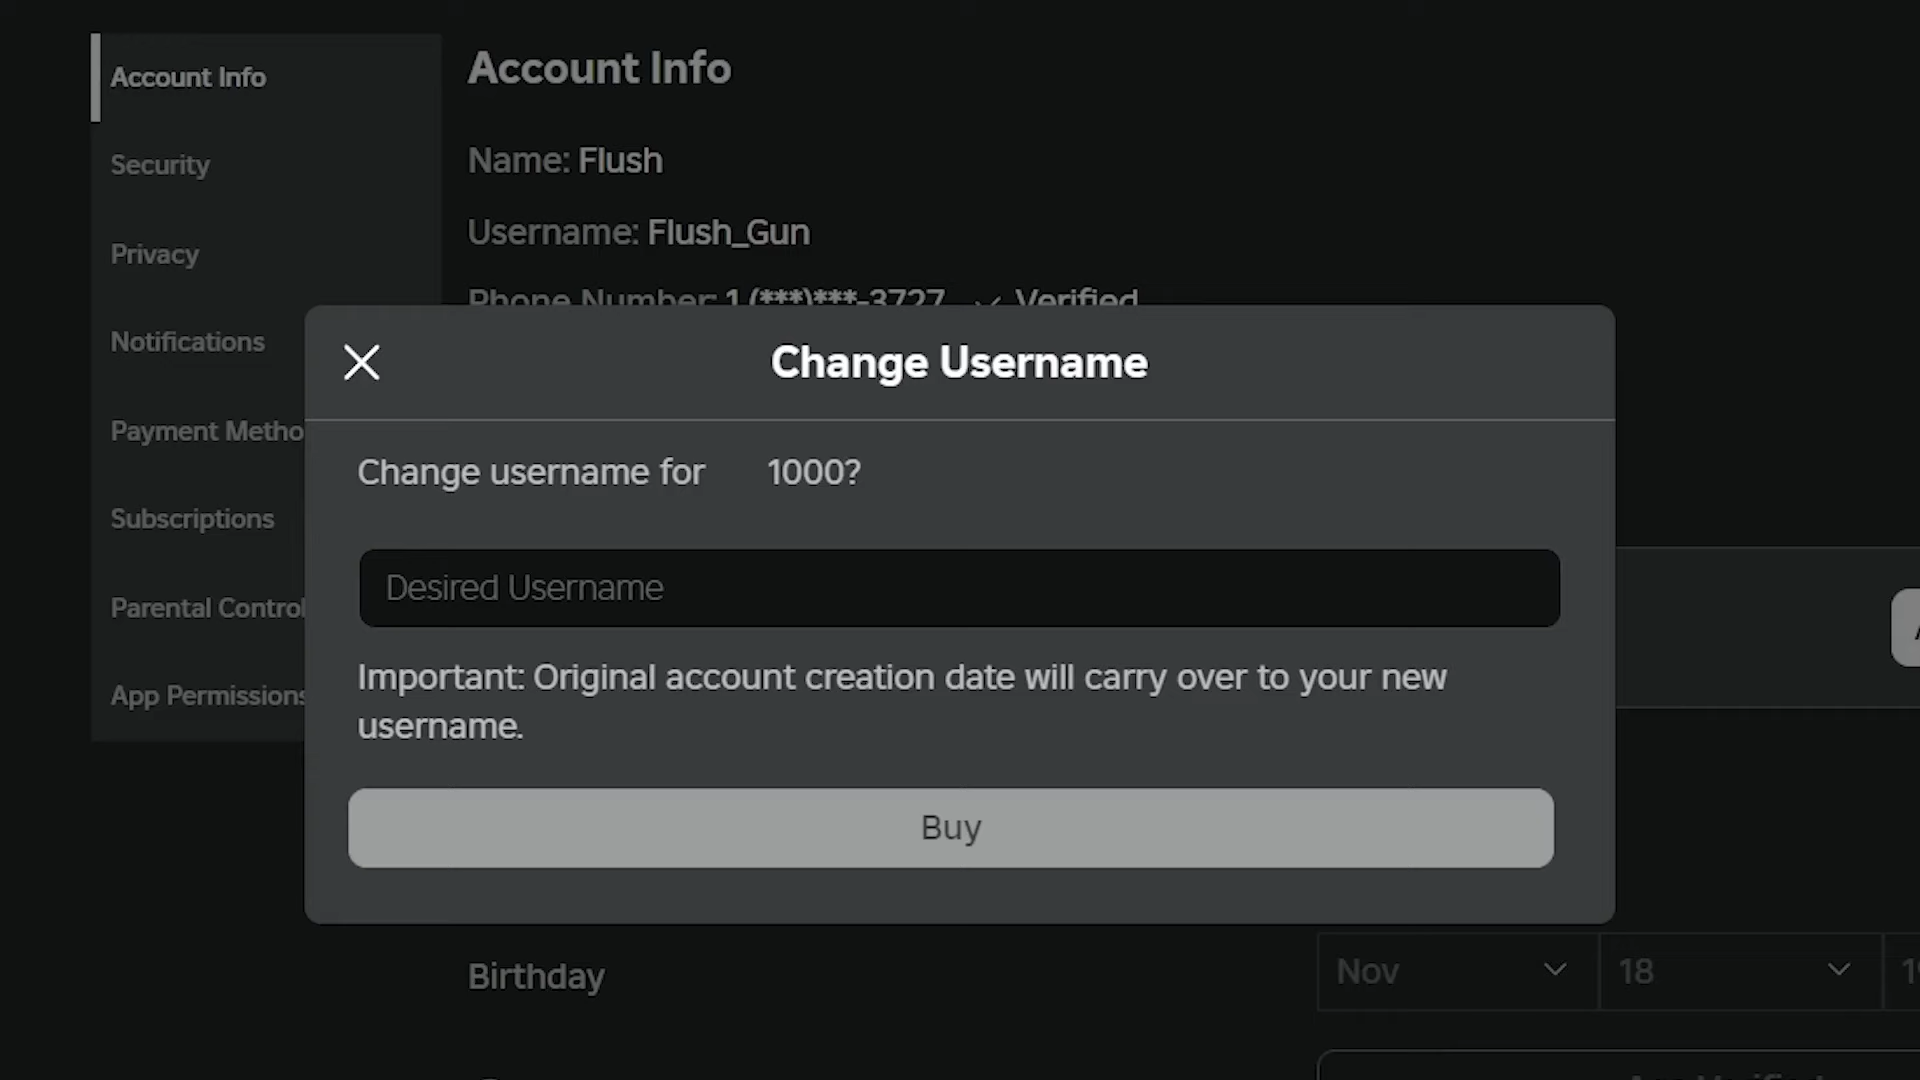 Account Info
Security
Privacy
Notifications
Payment Metho
Subscriptions
Parental Control
App Permissions
Account Info
Name: Flush
Username: Flush_Gun
Phone Number: 1 (***)***-3727 Verified
Change Username
Change username for 1000?
Desired Username
Important: Original account creation date will carry over to your new
username.
Buy
Birthday
Nov
18